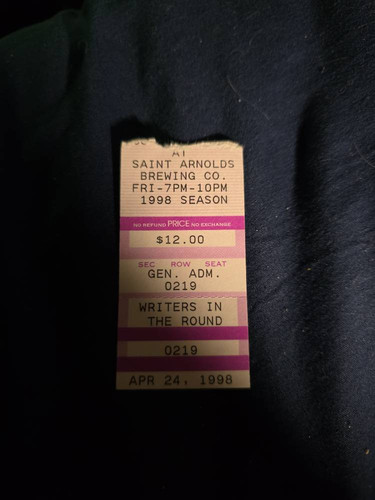 AT
SAINT ARNOLDS
BREWING CO.
FRI-7PM-10PM
1998 SEASON
NO REFUND PRICE NO EXCHANGE
$12.00
SEC ROW SEAT
GEN. ADM.
0219
WRITERS IN
THE ROUND
0219
APR 24, 1998